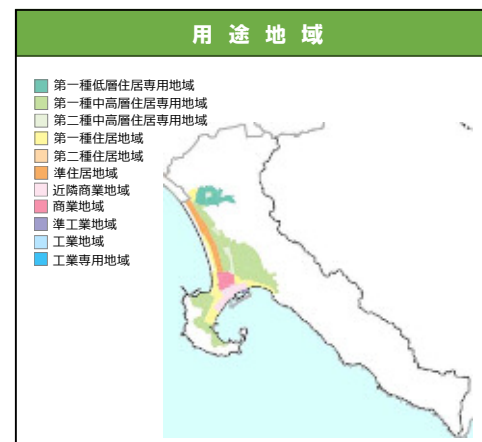 用途地域
第一種低層住居専用地域
第一種中高層住居専用地域
第二種中高層住居専用地域
第一種住居地域
第二種住居地域
準住居地域
近隣商業地域
商業地域
準工業地域
工業地域
工業専用地域